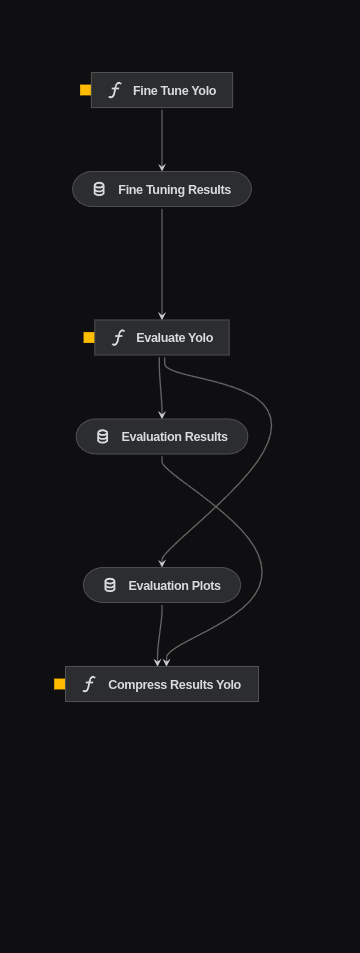 Fine Tune Yolo
Fine Tuning Results
Evaluate Yolo
Evaluation Results
Evaluation Plots
Compress Results Yolo